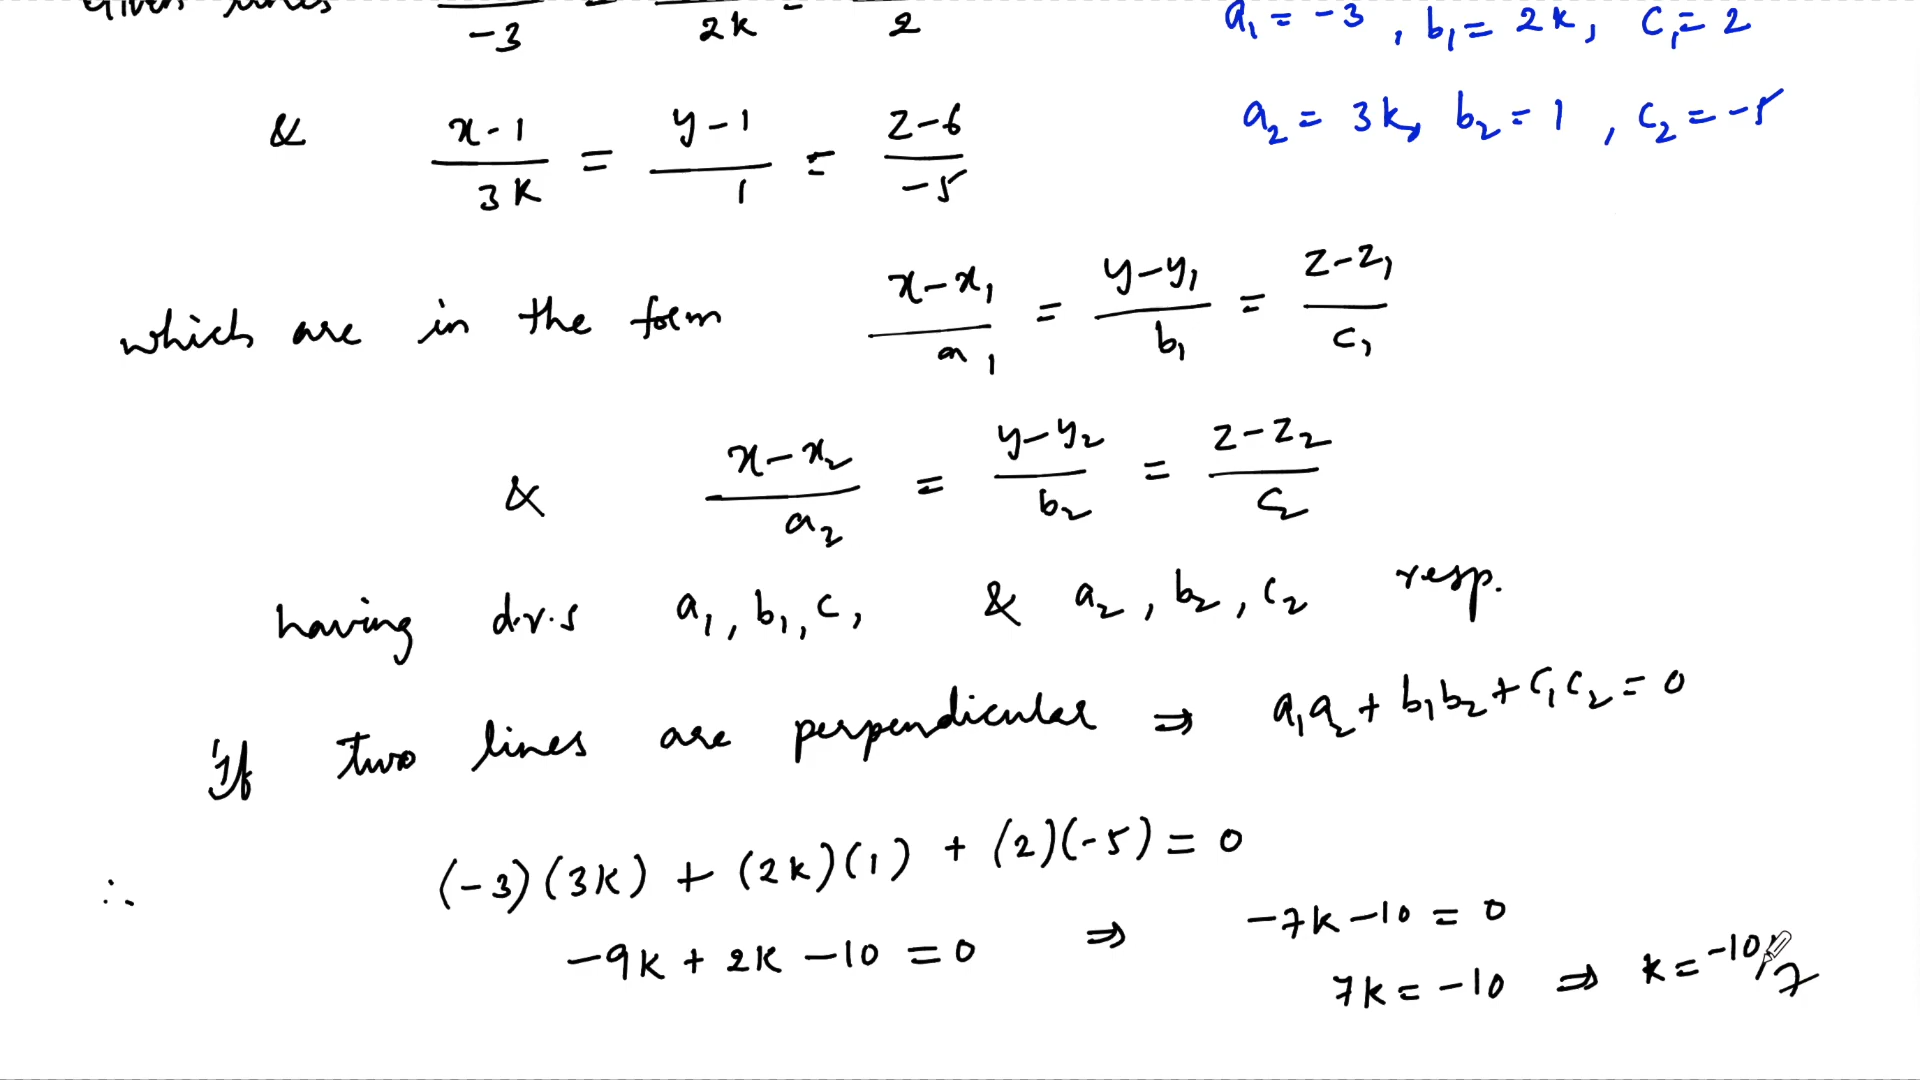 Given lines
-3 = 2k = 2
a₁ = -3 , b₁ = 2k, c₁ = 2
& (x-1)/(3k) = (y-1)/1 = (z-6)/(-5)
a₂ = 3k, b₂ = 1 , c₂ = -5
which are in the form (x-x₁)/a₁ = (y-y₁)/b₁ = (z-z₁)/c₁
& (x-x₂)/a₂ = (y-y₂)/b₂ = (z-z₂)/c₂
having d.r.s a₁, b₁, c₁ & a₂, b₂, c₂ resp.
If two lines are perpendicular ⇒ a₁a₂ + b₁b₂ + c₁c₂ = 0
∴ (-3)(3k) + (2k)(1) + (2)(-5) = 0
-9k + 2k - 10 = 0 ⇒ -7k - 10 = 0
7k = -10 ⇒ k = -10/7